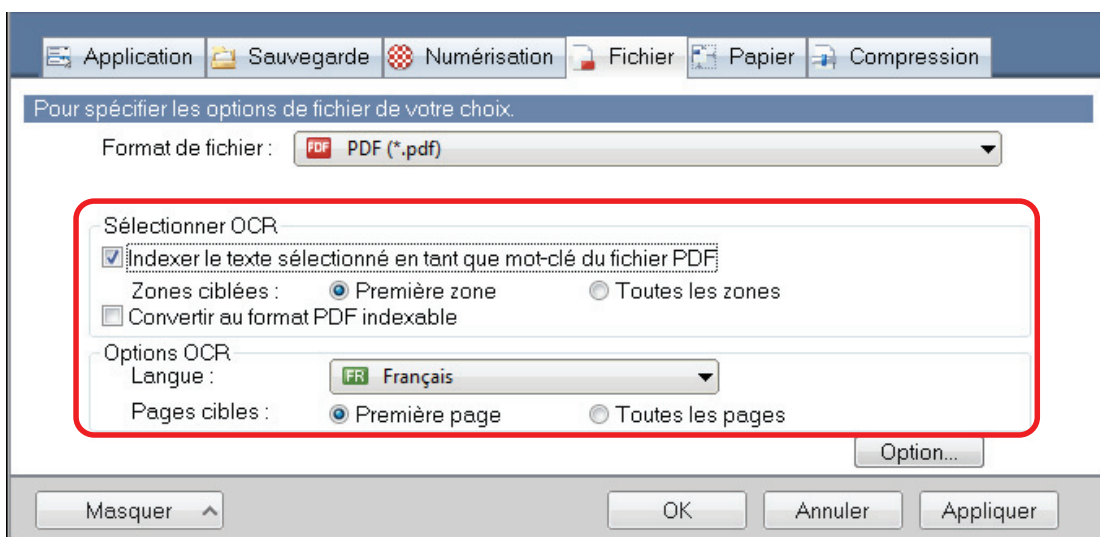 Application Sauvegarde Numérisation Fichier Papier Compression
Pour spécifier les options de fichier de votre choix.
Format de fichier : PDF PDF (*.pdf)
Sélectionner OCR
Indexer le texte sélectionné en tant que mot-clé du fichier PDF
Zones ciblées : Première zone Toutes les zones
Convertir au format PDF indexable
Options OCR
Langue : FR Français
Pages cibles : Première page Toutes les pages
Option...
Masquer OK Annuler Appliquer